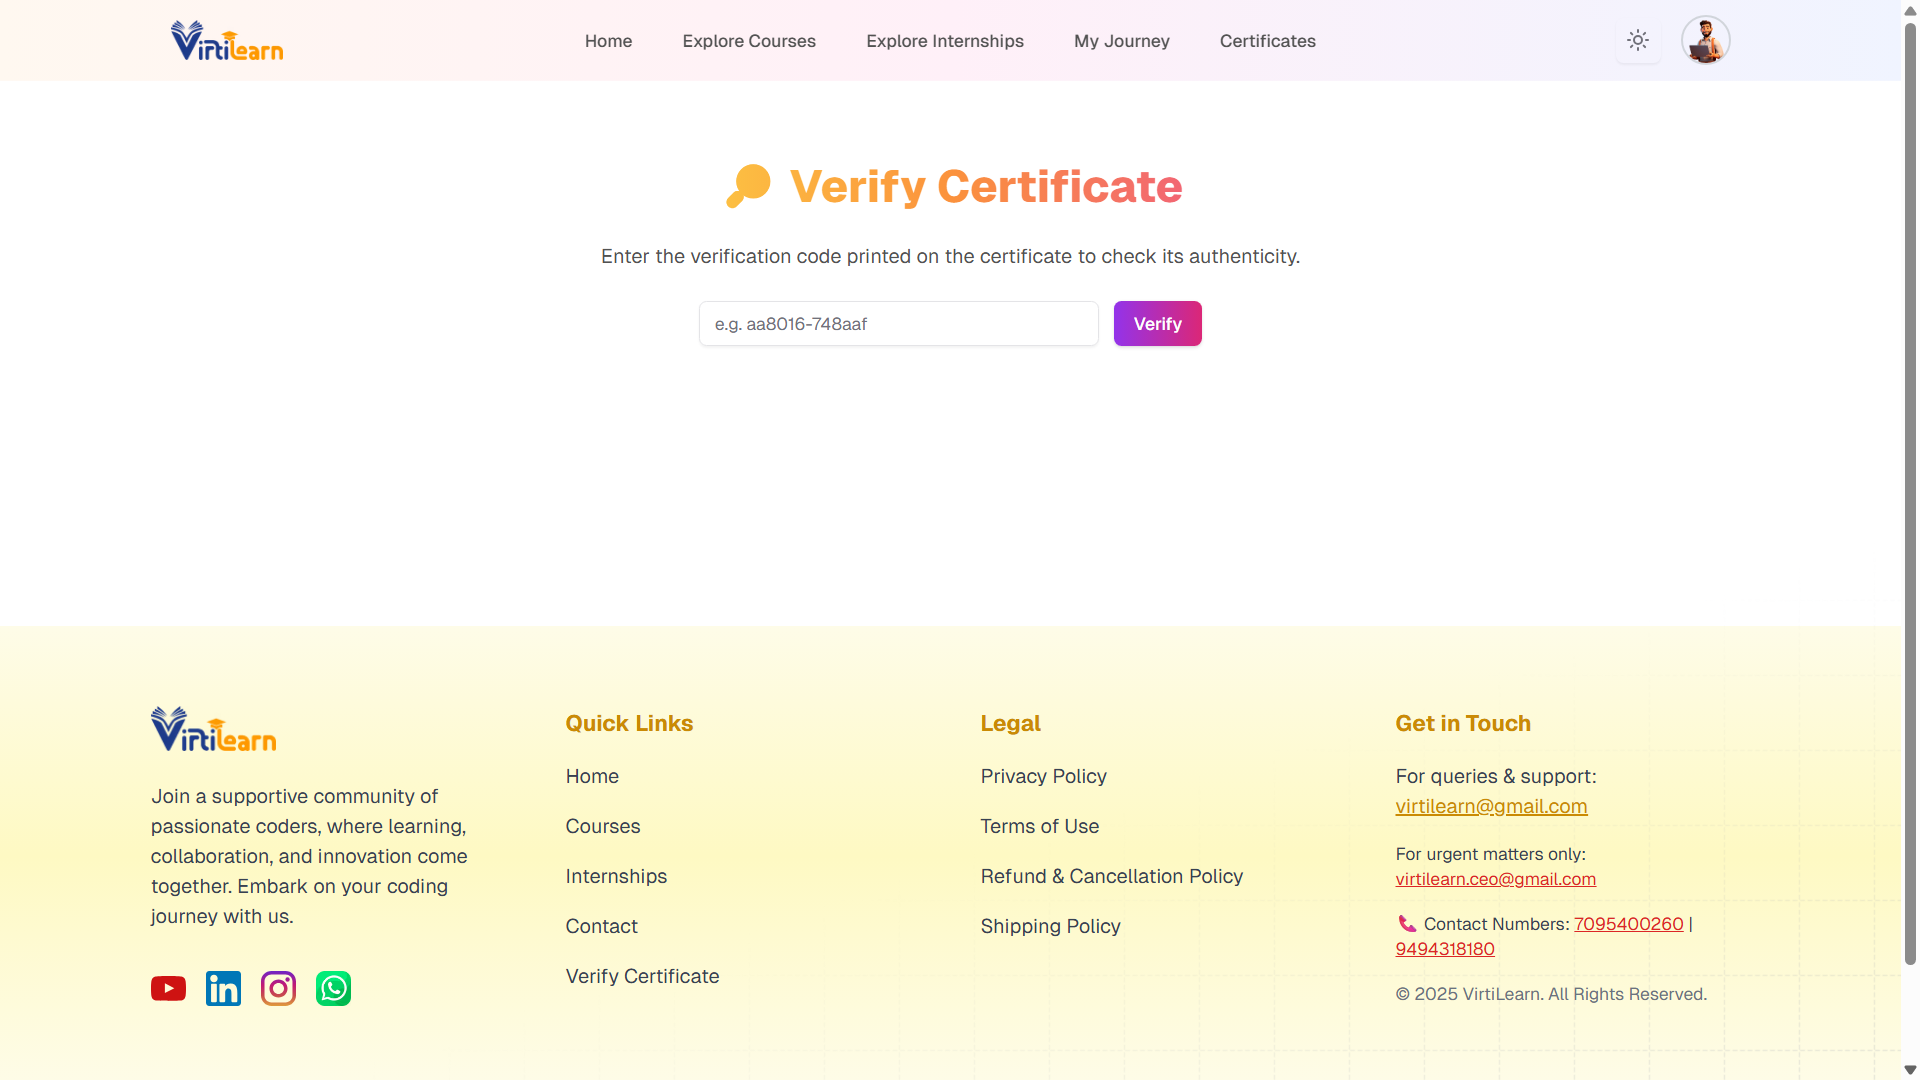 VirtiLearn
Home
Explore Courses
Explore Internships
My Journey
Certificates
Verify Certificate
Enter the verification code printed on the certificate to check its authenticity.
e.g. aa8016-748aaf
Verify
VirtiLearn
Join a supportive community of
passionate coders, where learning,
collaboration, and innovation come
together. Embark on your coding
journey with us.
Quick Links
Home
Courses
Internships
Contact
Verify Certificate
Legal
Privacy Policy
Terms of Use
Refund & Cancellation Policy
Shipping Policy
Get in Touch
For queries & support:
virtilearn@gmail.com
For urgent matters only:
virtilearn.ceo@gmail.com
Contact Numbers: 7095400260 |
9494318180
© 2025 VirtiLearn. All Rights Reserved.